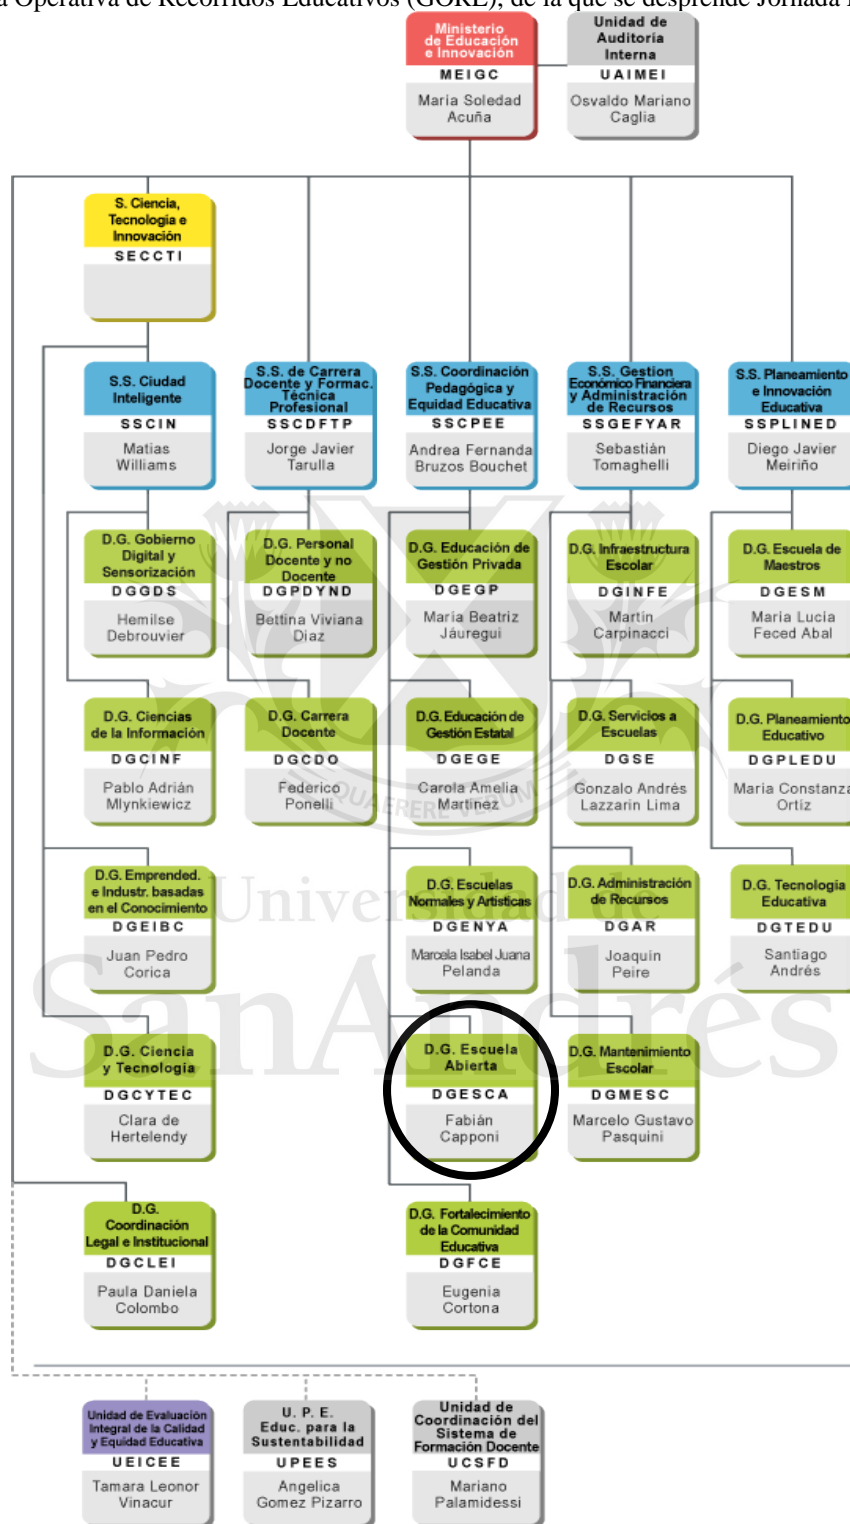 a Operativa de Recorridos Educativos (GORE), de la que se desprende Jornada
Ministerio
de Educación
e Innovación
MEIGC
María Soledad
Acuña
Unidad de
Auditoría
Interna
UAIMEI
Osvaldo Mariano
Caglia
S. Ciencia,
Tecnología e
Innovación
SECCTI
S.S. Ciudad
Inteligente
SSCIN
Matias
Williams
S.S. de Carrera
Docente y Formac.
Técnica
Profesional
SSCDFTP
Jorge Javier
Tarulla
S.S. Coordinación
Pedagógica y
Equidad Educativa
SSCPEE
Andrea Fernanda
Bruzos Bouchet
S.S. Gestion
Económico Financiera
y Administración
de Recursos
SSGEFYAR
Sebastián
Tomaghelli
S.S. Planeamiento
e Innovación
Educativa
SSPLINED
Diego Javier
Meiriño
D.G. Gobierno
Digital y
Sensorización
DGGDS
Hemilse
Debrouvier
D.G. Personal
Docente y no
Docente
DGPDYND
Bettina Viviana
Diaz
D.G. Educación de
Gestión Privada
DGEGP
María Beatriz
Jáuregui
D.G. Infraestructura
Escolar
DGINFE
Martín
Carpinacci
D.G. Escuela de
Maestros
DGESM
María Lucía
Feced Abal
D.G. Ciencias
de la Información
DGCINF
Pablo Adrián
Mlynkiewicz
D.G. Carrera
Docente
DGCDO
Federico
Ponelli
D.G. Educación de
Gestión Estatal
DGEGE
Carola Amelia
Martinez
D.G. Servicios a
Escuelas
DGSE
Gonzalo Andrés
Lazzarin Lima
D.G. Planeamiento
Educativo
DGPLEDU
María Constanza
Ortiz
QUAERERE VERUM
D.G. Emprended.
e Industr. basadas
en el Conocimiento
DGEIBC
Juan Pedro
Corica
D.G. Escuelas
Normales y Artísticas
DGENYA
Marcela Isabel Juana
Pelanda
D.G. Administración
de Recursos
DGAR
Joaquín
Peire
D.G. Tecnología
Educativa
DGTEDU
Santiago
Andrés
Universidad de
SanAndrés
D.G. Ciencia
y Tecnología
DGCYTEC
Clara de
Hertelendy
D.G. Escuela
Abierta
DGESCA
Fabián
Capponi
D.G. Mantenimiento
Escolar
DGMESC
Marcelo Gustavo
Pasquini
D.G.
Coordinación
Legal e Institucional
DGCLEI
Paula Daniela
Colombo
D.G. Fortalecimiento
de la Comunidad
Educativa
DGFCE
Eugenia
Cortona
Unidad de Evaluación
Integral de la Calidad
y Equidad Educativa
UEICEE
Tamara Leonor
Vinacur
U. P. E.
Educ. para la
Sustentabilidad
UPEES
Angelica
Gomez Pizarro
Unidad de
Coordinación del
Sistema de
Formación Docente
UCSFD
Mariano
Palamidessi